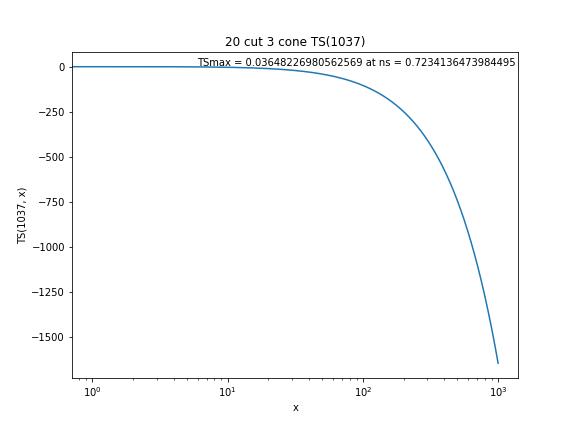 20 cut 3 cone TS(1037)
TSmax = 0.03648226980562569 at ns = 0.7234136473984495
0
−250
−500
−750
−1000
−1250
−1500
TS(1037, x)
10⁰ 10¹ 10² 10³
x